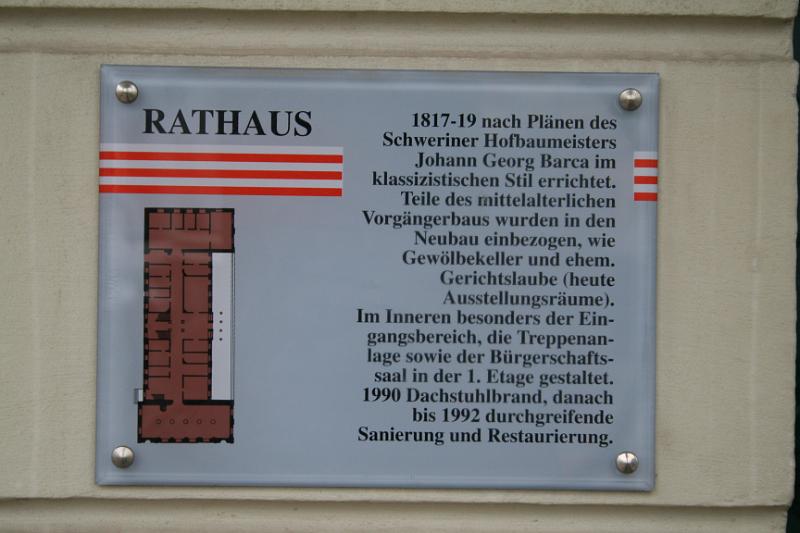 RATHAUS
1817-19 nach Plänen des
Schweriner Hofbaumeisters
Johann Georg Barca im
klassizistischen Stil errichtet.
Teile des mittelalterlichen
Vorgängerbaus wurden in den
Neubau einbezogen, wie
Gewölbekeller und ehem.
Gerichtslaube (heute
Ausstellungsräume).
Im Inneren besonders der Ein-
gangsbereich, die Treppenan-
lage sowie der Bürgerschafts-
saal in der 1. Etage gestaltet.
1990 Dachstuhlbrand, danach
bis 1992 durchgreifende
Sanierung und Restaurierung.